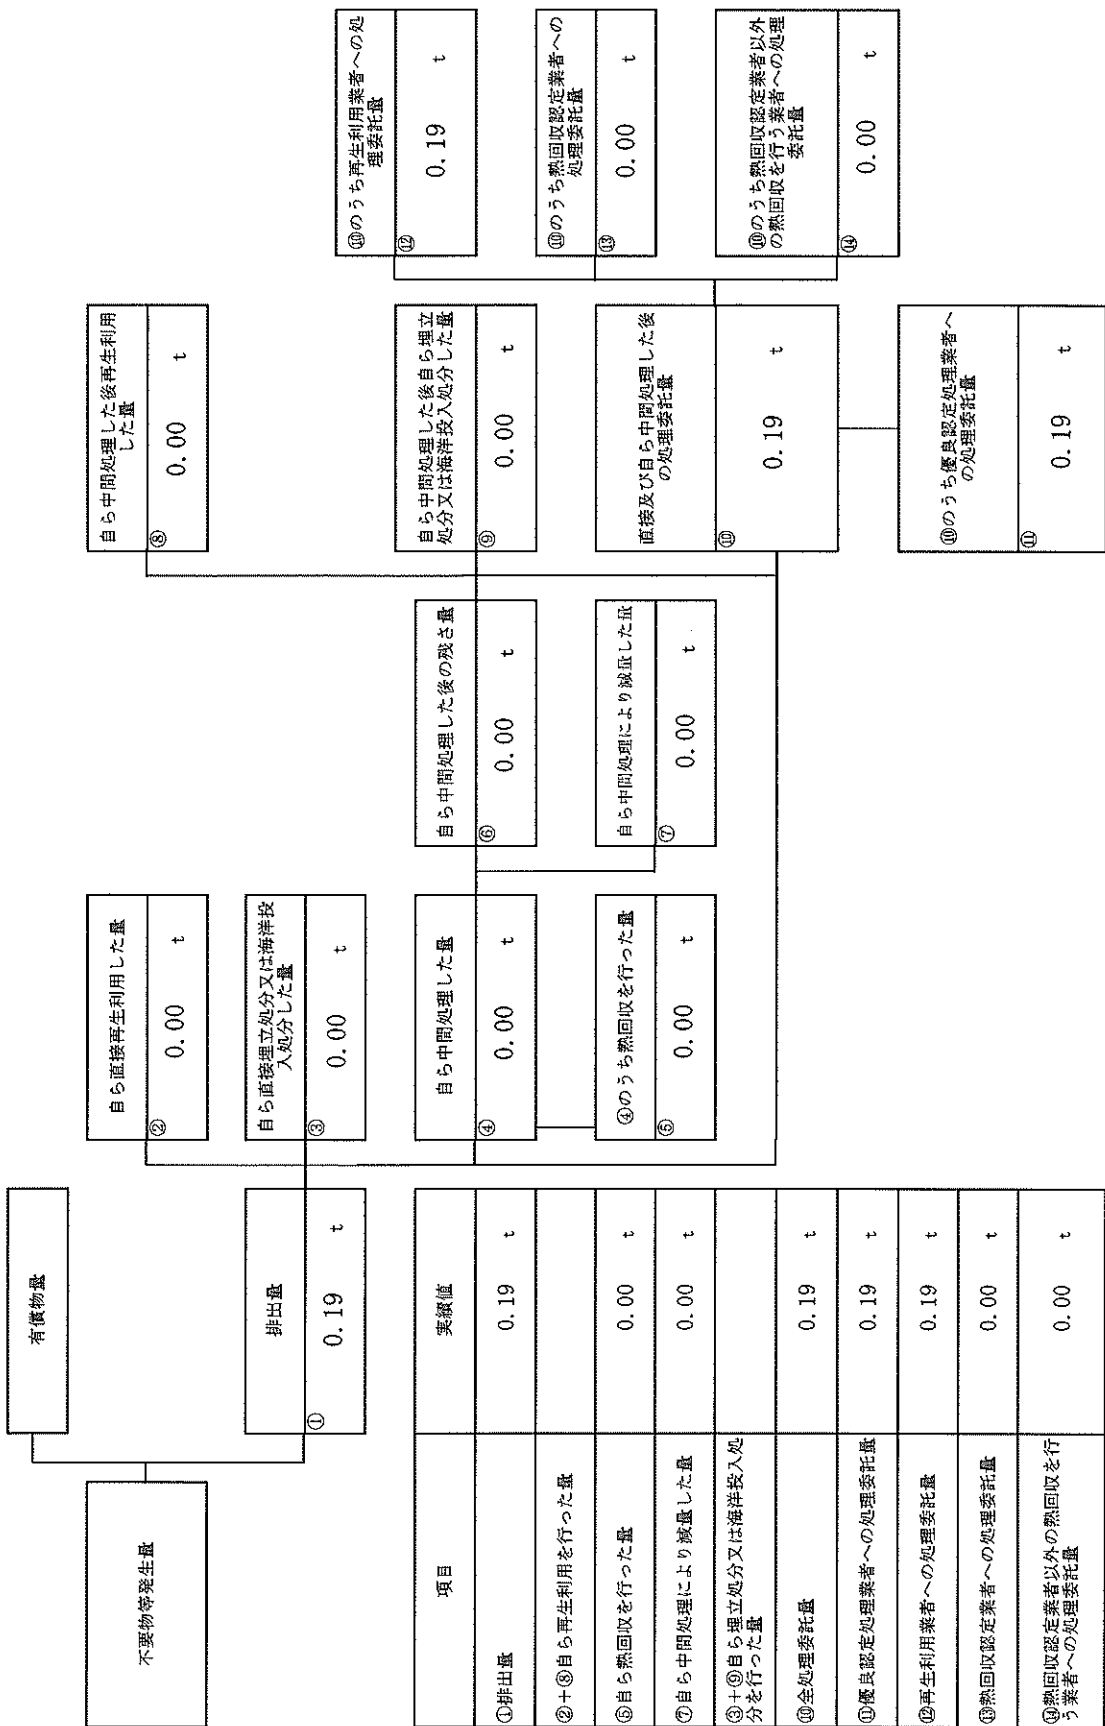 不要物等発生量
有償物量
排出量
① 0.19 t
自ら直接再生利用した量
② 0.00 t
自ら直接埋立処分又は海洋投
入処分した量
③ 0.00 t
自ら中間処理した量
④ 0.00 t
④のうち熱回収を行った量
⑤ 0.00 t
自ら中間処理した後の残さ量
⑥ 0.00 t
自ら中間処理により減量した量
⑦ 0.00 t
自ら中間処理した後再生利用
した量
⑧ 0.00 t
自ら中間処理した後自ら埋立
処分又は海洋投入処分した量
⑨ 0.00 t
直接及び自ら中間処理した後
の処理委託量
⑩ 0.19 t
⑩のうち優良認定処理業者へ
の処理委託量
⑪ 0.19 t
⑩のうち再生利用業者への処
理委託量
⑫ 0.19 t
⑩のうち熱回収認定業者への
処理委託量
⑬ 0.00 t
⑩のうち熱回収認定業者以外
の熱回収を行う業者への処理
委託量
⑭ 0.00 t
項目 実績値
①排出量 0.19 t
②+⑧自ら再生利用を行った量
⑤自ら熱回収を行った量 0.00 t
⑦自ら中間処理により減量した量 0.00 t
③+⑨自ら埋立処分又は海洋投入処
分を行った量
⑩全処理委託量 0.19 t
⑪優良認定処理業者への処理委託量 0.19 t
⑫再生利用業者への処理委託量 0.19 t
⑬熱回収認定業者への処理委託量 0.00 t
⑭熱回収認定業者以外の熱回収を行
う業者への処理委託量 0.00 t